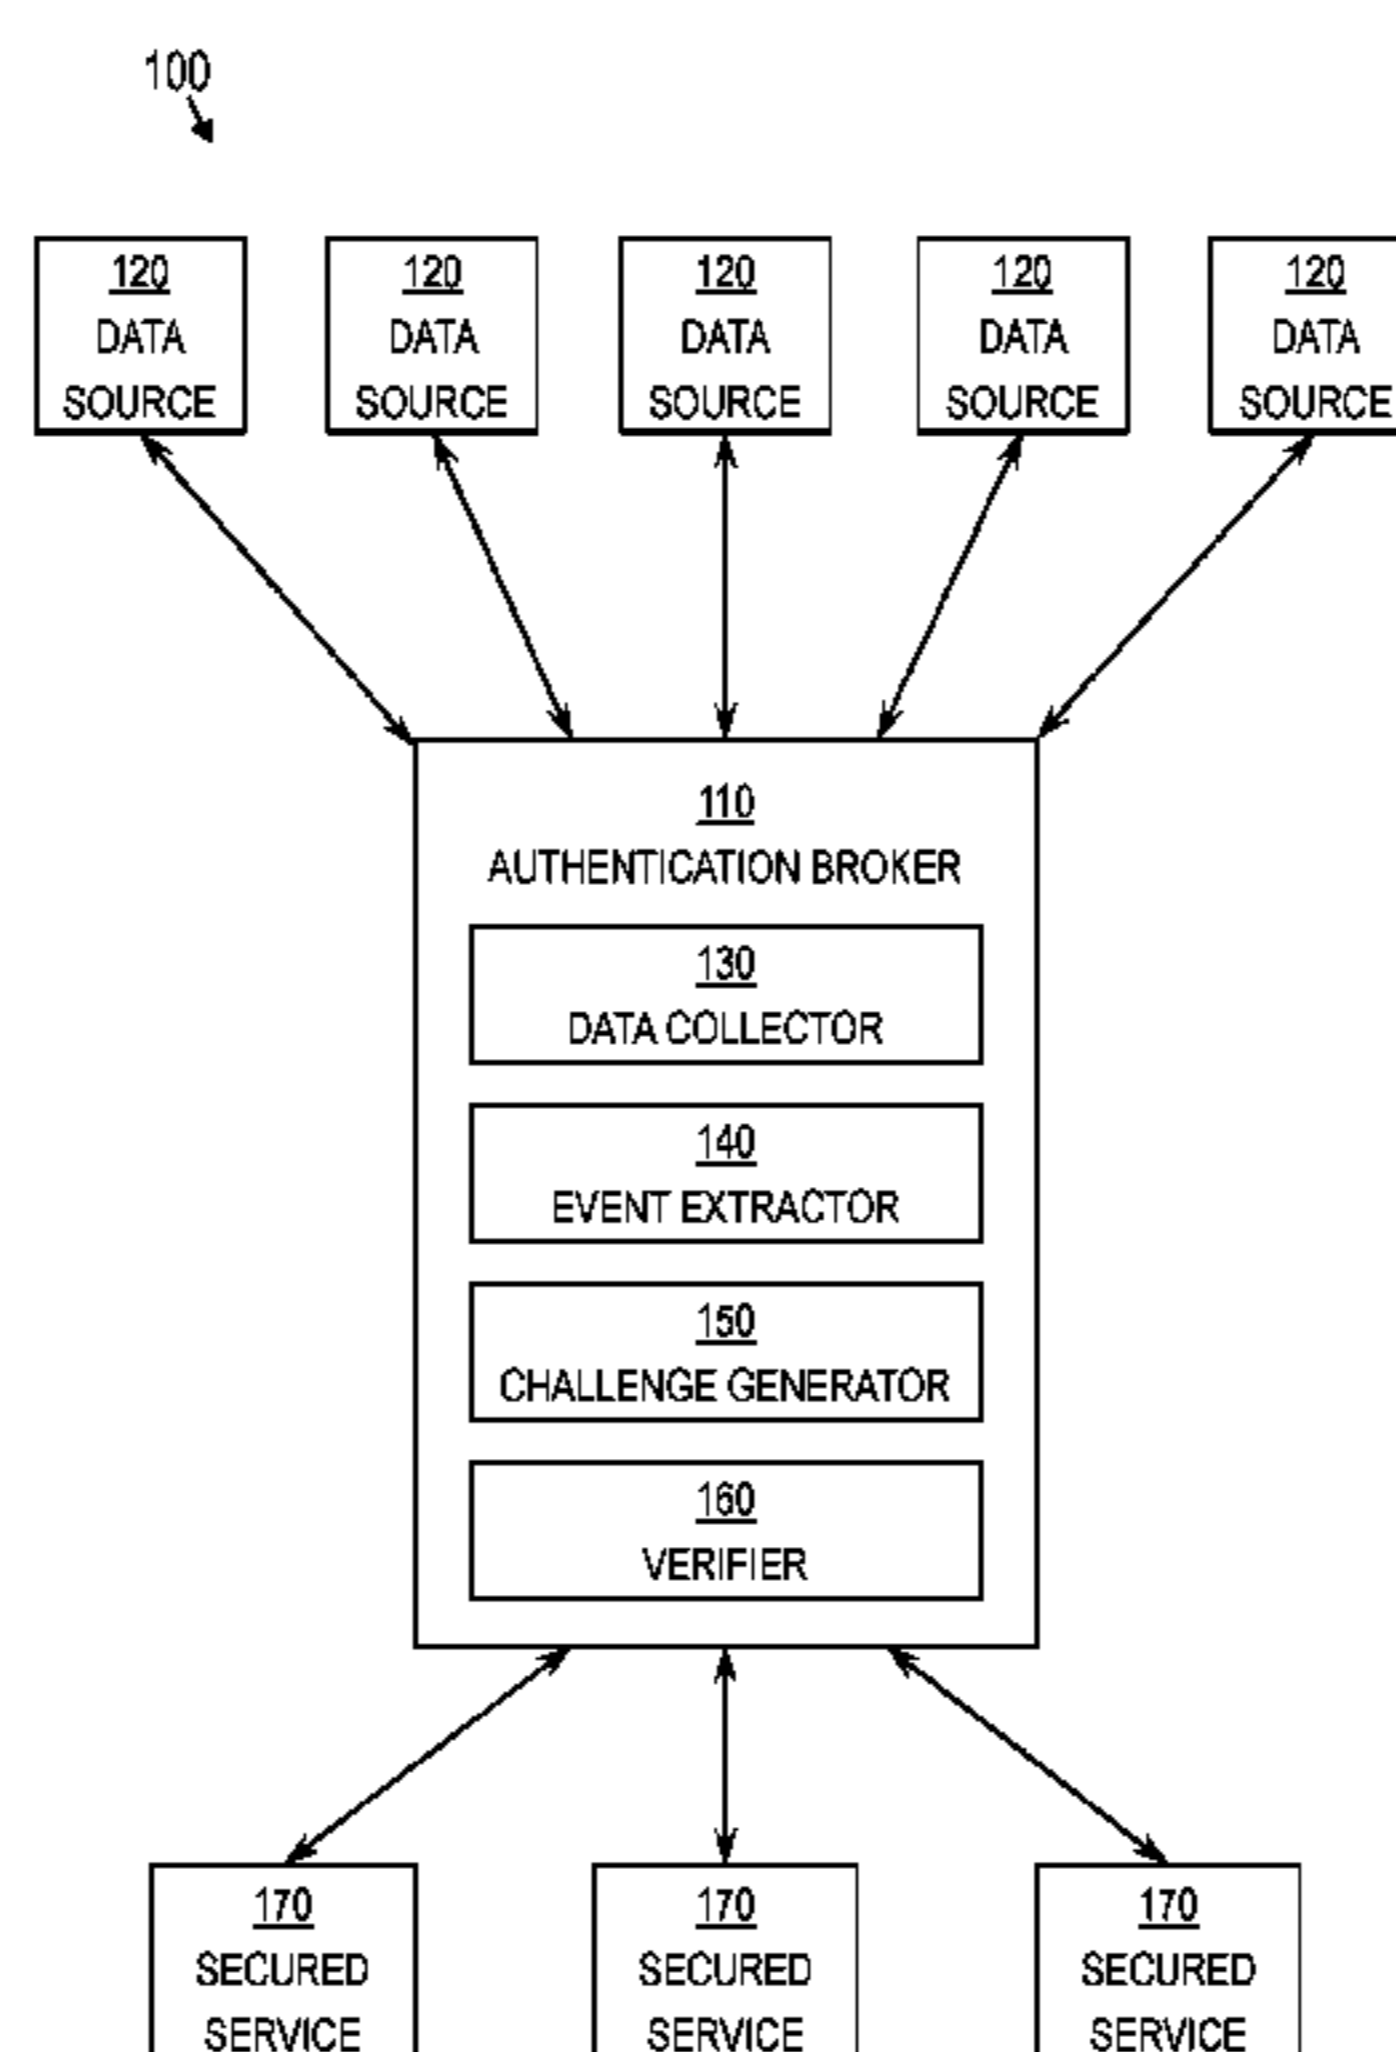 100
120 120 120 120 120
DATA DATA DATA DATA DATA
SOURCE SOURCE SOURCE SOURCE SOURCE
110
AUTHENTICATION BROKER
130
DATA COLLECTOR
140
EVENT EXTRACTOR
150
CHALLENGE GENERATOR
160
VERIFIER
170 170 170
SECURED SECURED SECURED
SERVICE SERVICE SERVICE